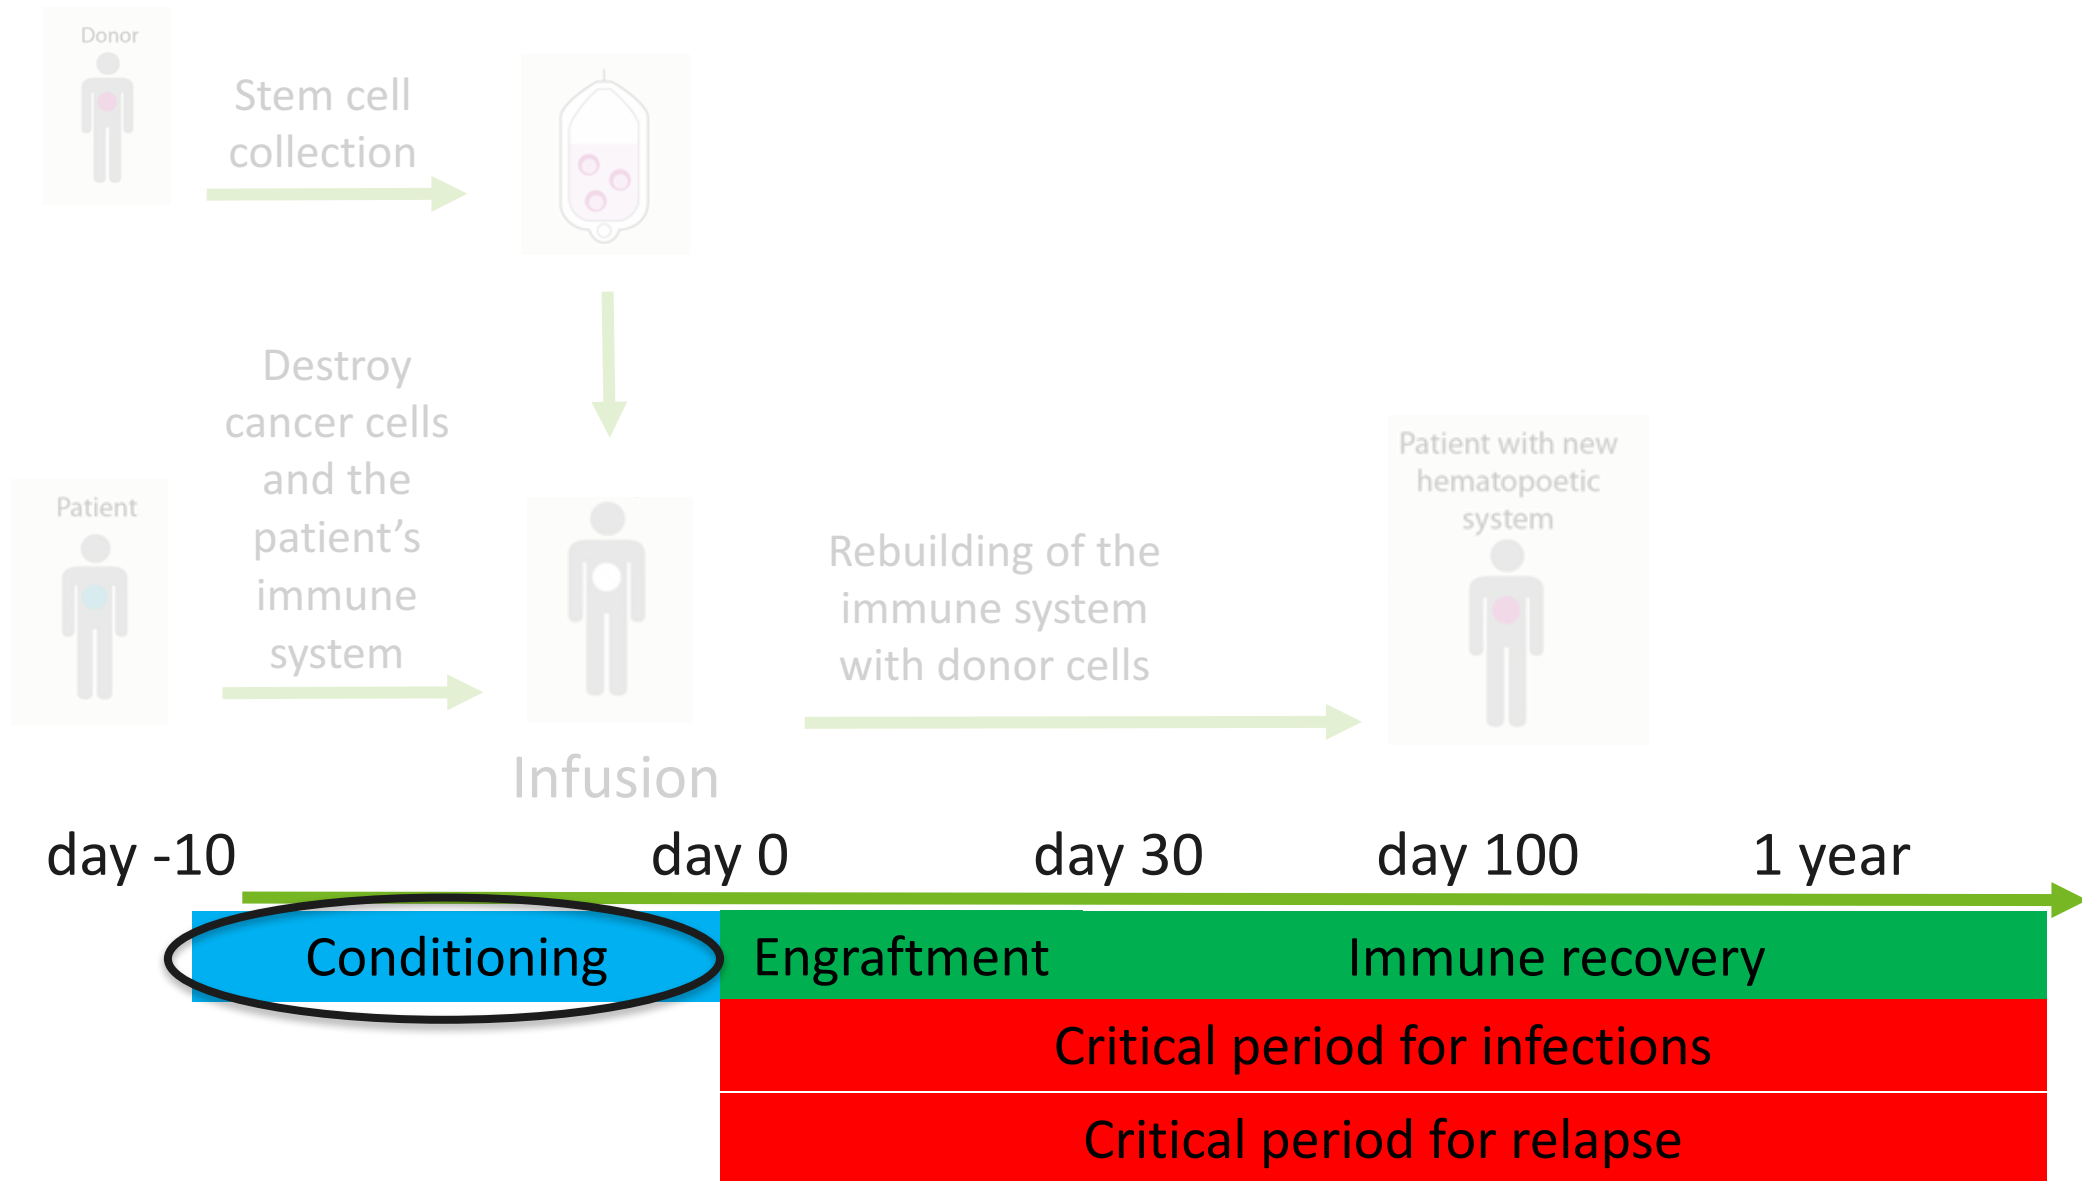 Donor
Stem cell
collection
Destroy
cancer cells
and the
patient’s
immune
system
Patient
Infusion
Rebuilding of the
immune system
with donor cells
Patient with new
hematopoetic
system
day -10
day 0
day 30
day 100
1 year
Conditioning
Engraftment
Immune recovery
Critical period for infections
Critical period for relapse